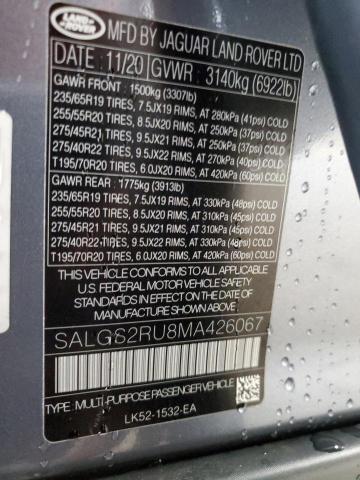 LAND
ROVER
MFD BY JAGUAR LAND ROVER LTD
DATE : 11/20 GVWR : 3140kg (6922lb)
GAWR FRONT : 1500kg (3307lb)
235/65R19 TIRES, 7.5JX19 RIMS, AT 280kPa (41psi) COLD
255/55R20 TIRES, 8.5JX20 RIMS, AT 250kPa (37psi) COLD
275/45R21 TIRES, 9.5JX21 RIMS, AT 250kPa (37psi) COLD
275/40R22 TIRES, 9.5JX22 RIMS, AT 270kPa (40psi) COLD
T195/70R20 TIRES, 6.0JX20 RIMS, AT 420kPa (60psi) COLD
GAWR REAR : 1775kg (3913lb)
235/65R19 TIRES, 7.5JX19 RIMS, AT 330kPa (48psi) COLD
255/55R20 TIRES, 8.5JX20 RIMS, AT 310kPa (45psi) COLD
275/45R21 TIRES, 9.5JX21 RIMS, AT 310kPa (45psi) COLD
275/40R22 TIRES, 9.5JX22 RIMS, AT 330kPa (48psi) COLD
T195/70R20 TIRES, 6.0JX20 RIMS, AT 420kPa (60psi) COLD
THIS VEHICLE CONFORMS TO ALL APPLICABLE
U.S. FEDERAL MOTOR VEHICLE SAFETY STANDARDS
IN EFFECT ON THE DATE OF MANUFACTURE SHOWN ABOVE.
SALGS2RU8MA426067
TYPE: MULTI-PURPOSE PASSENGER VEHICLE
LK52-1532-EA